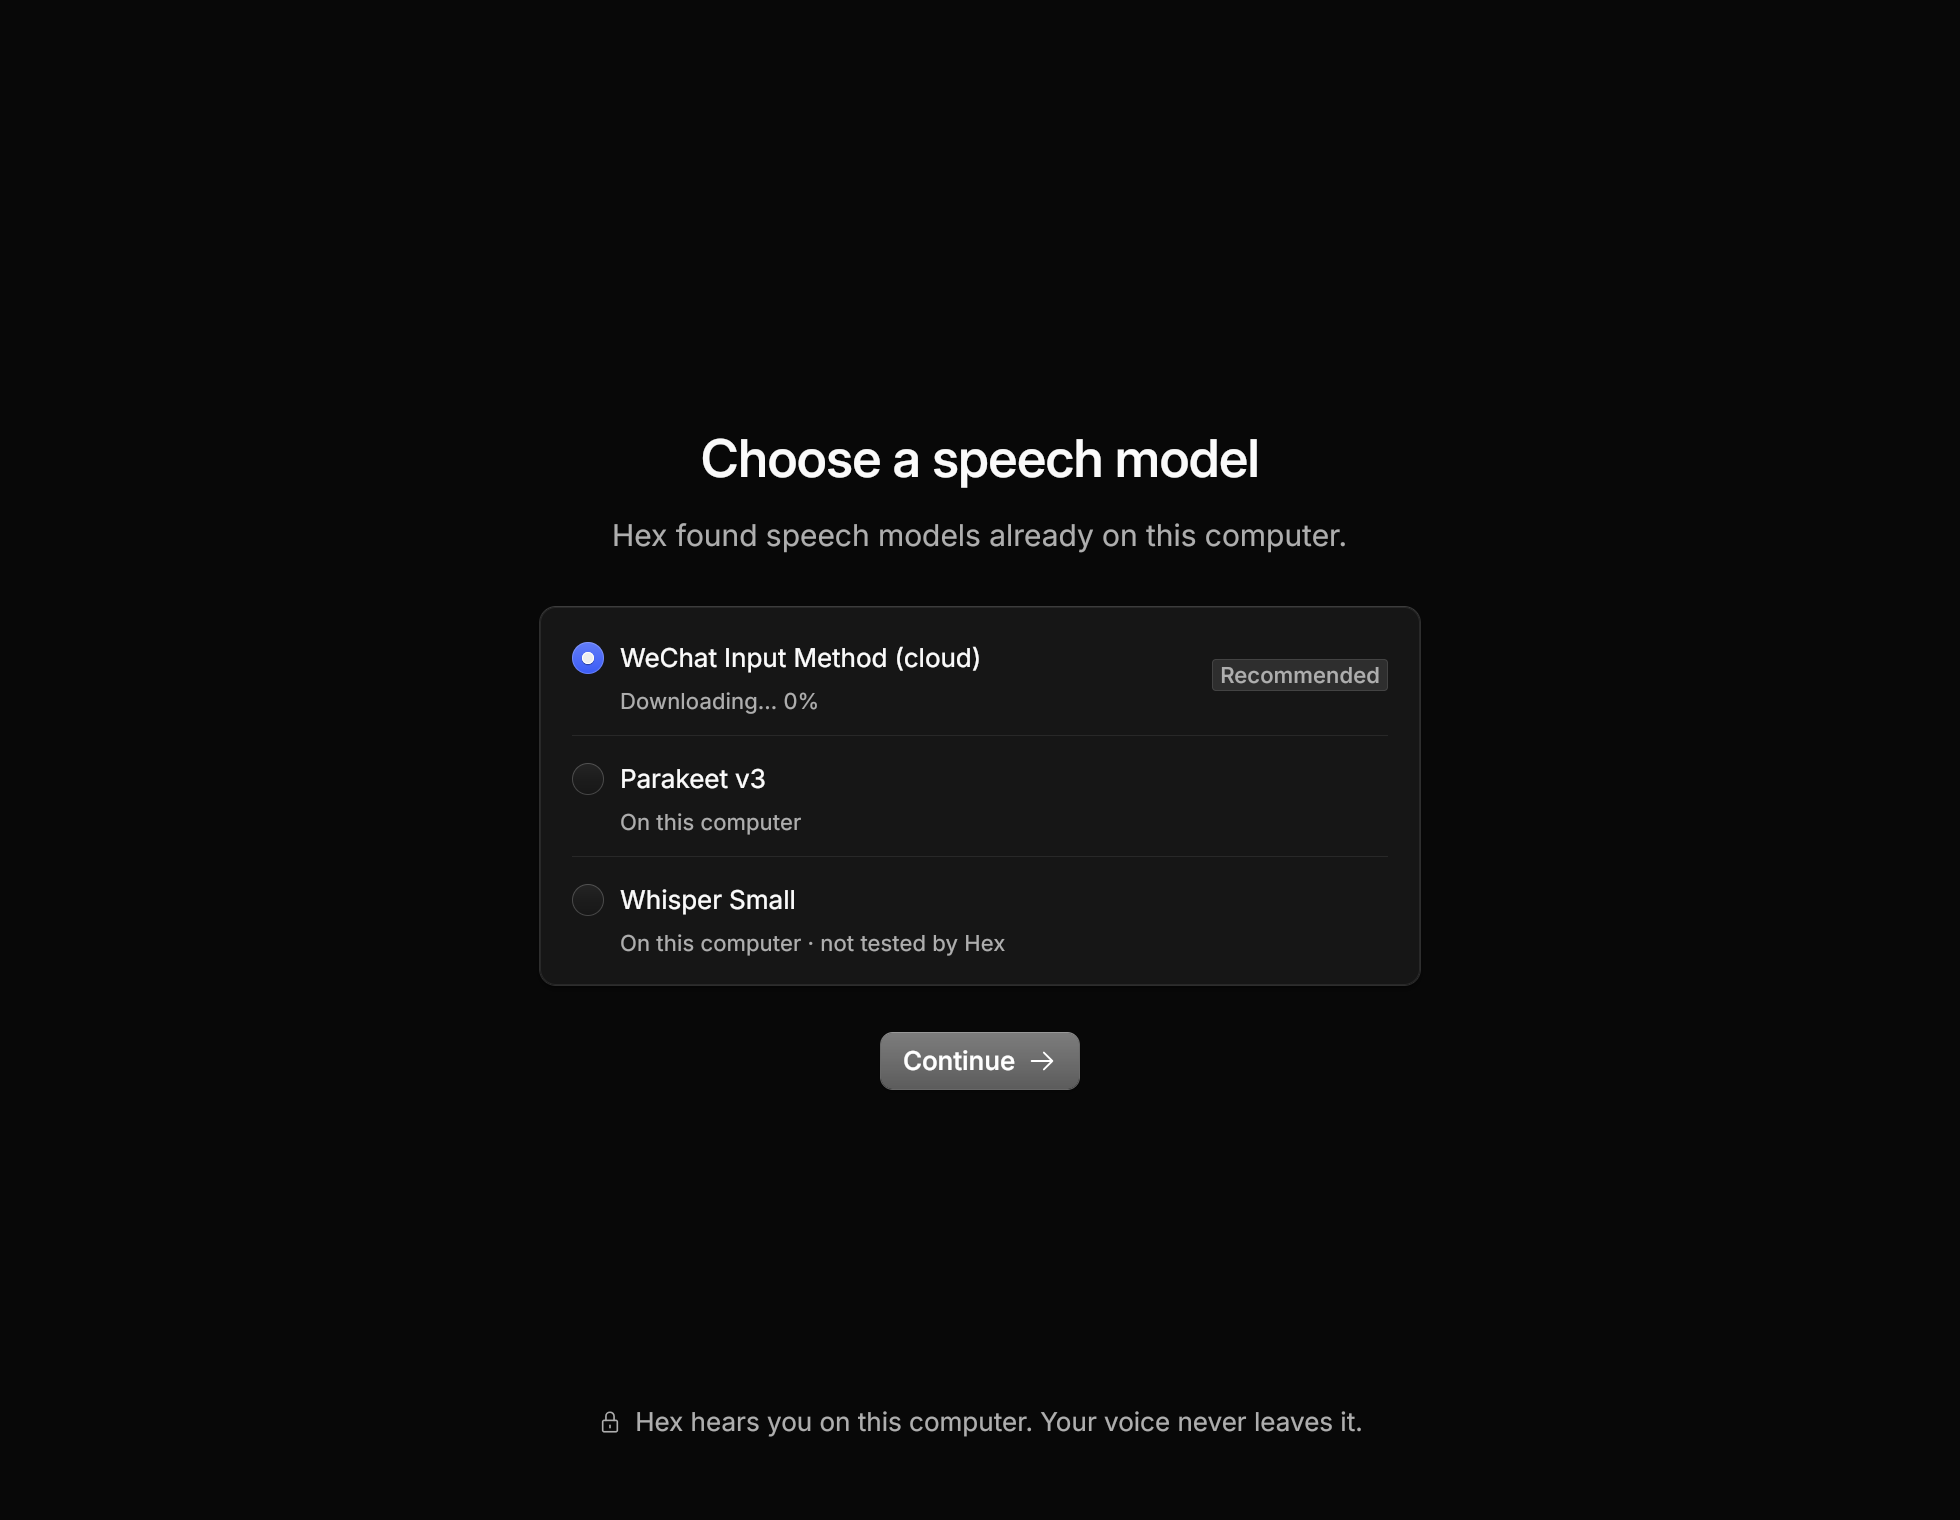 Choose a speech model
Hex found speech models already on this computer.
WeChat Input Method (cloud)
Recommended
Downloading... 0%
Parakeet v3
On this computer
Whisper Small
On this computer · not tested by Hex
Continue →
Hex hears you on this computer. Your voice never leaves it.